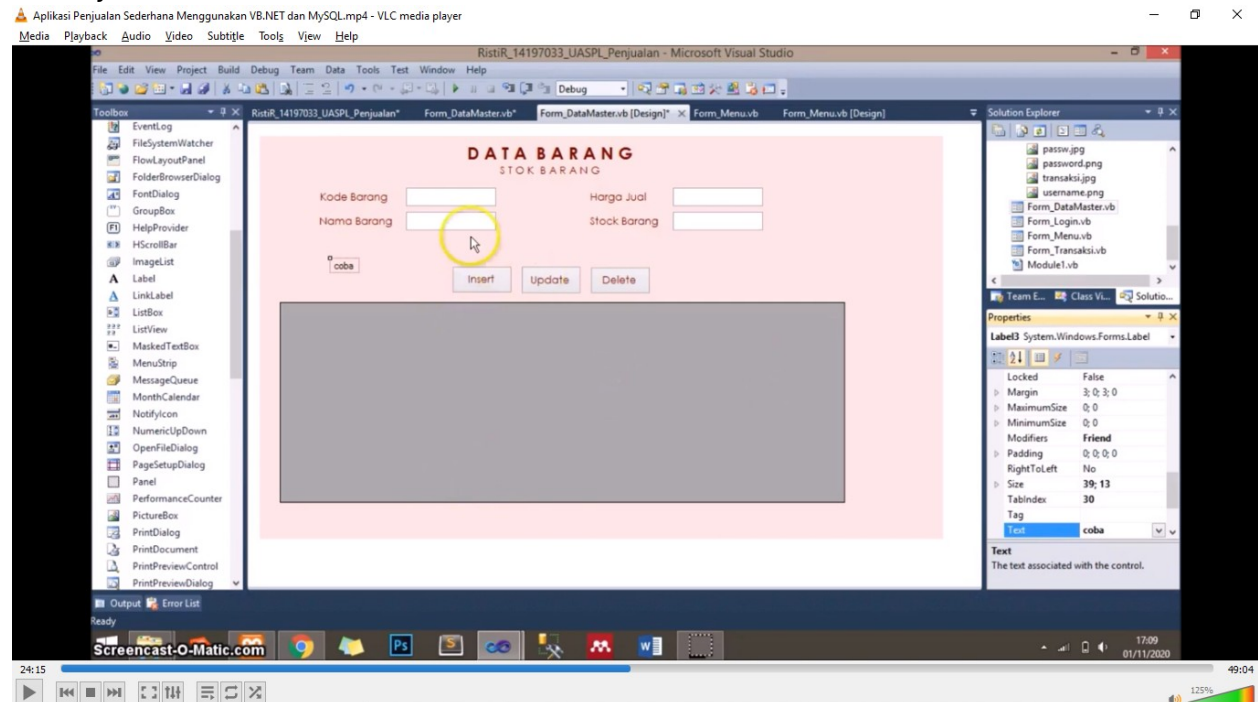 Aplikasi Penjualan Sederhana Menggunakan VB.NET dan MySQL.mp4 - VLC media player
Media Playback Audio Video Subtitle Tools View Help
RistiR_14197033_UASPL_Penjualan - Microsoft Visual Studio
File Edit View Project Build Debug Team Data Tools Test Window Help
Debug
Toolbox
RistiR_14197033_UASPL_Penjualan* Form_DataMaster.vb* Form_DataMaster.vb [Design]* Form_Menu.vb Form_Menu.vb [Design]
EventLog
FileSystemWatcher
FlowLayoutPanel
FolderBrowserDialog
FontDialog
GroupBox
HelpProvider
HScrollBar
ImageList
Label
LinkLabel
ListBox
ListView
MaskedTextBox
MenuStrip
MessageQueue
MonthCalendar
NotifyIcon
NumericUpDown
OpenFileDialog
PageSetupDialog
Panel
PerformanceCounter
PictureBox
PrintDialog
PrintDocument
PrintPreviewControl
PrintPreviewDialog
DATA BARANG
STOK BARANG
Kode Barang Harga Jual
Nama Barang Stock Barang
coba
Insert Update Delete
Solution Explorer
passw.jpg
password.png
transaksi.jpg
username.png
Form_DataMaster.vb
Form_Login.vb
Form_Menu.vb
Form_Transaksi.vb
Module1.vb
Team E... Class Vi... Solutio...
Properties
Label3 System.Windows.Forms.Label
Locked False
Margin 3; 0; 3; 0
MaximumSize 0; 0
MinimumSize 0; 0
Modifiers Friend
Padding 0; 0; 0; 0
RightToLeft No
Size 39; 13
TabIndex 30
Tag
Text coba
Text
The text associated with the control.
Output Error List
Ready
Screencast-O-Matic.com
Ps
17:09
01/11/2020
24:15 49:04
125%